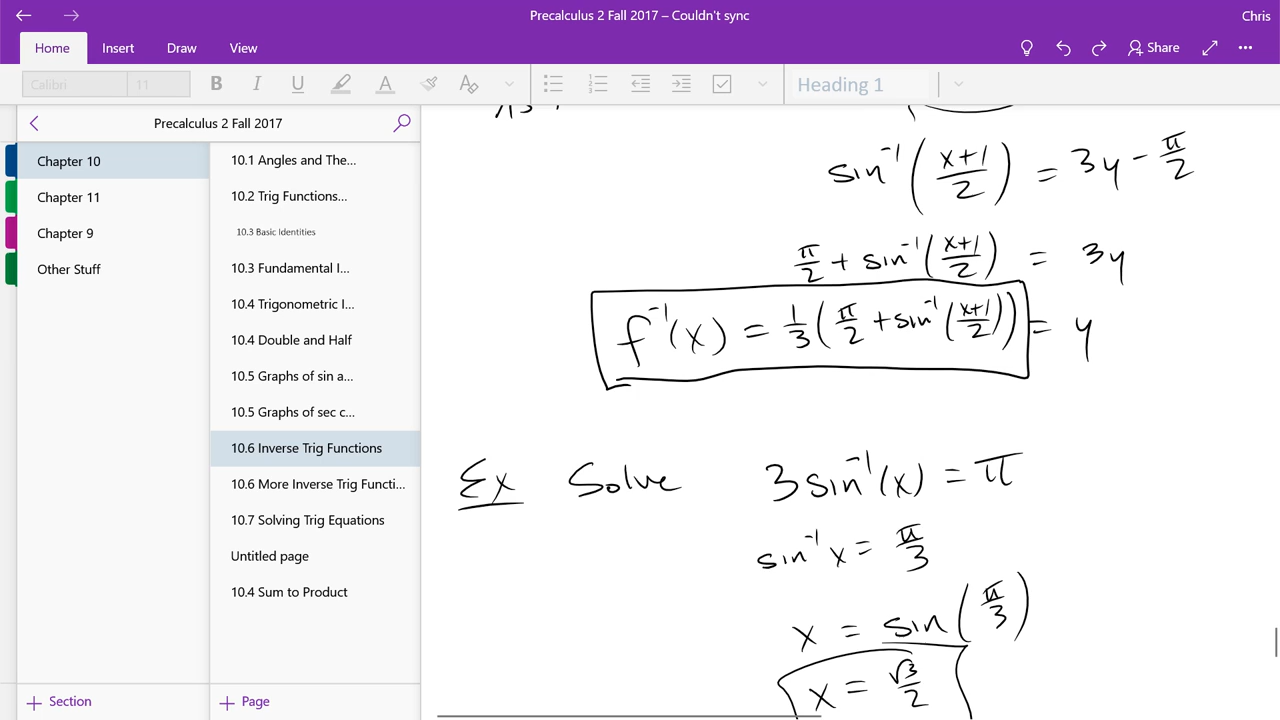 Precalculus 2 Fall 2017 – Couldn't sync
Chris
Home Insert Draw View
Share
Calibri 11
B I U A
Heading 1
Precalculus 2 Fall 2017
Chapter 10
Chapter 11
Chapter 9
Other Stuff
10.1 Angles and The...
10.2 Trig Functions...
10.3 Basic Identities
10.3 Fundamental I...
10.4 Trigonometric I...
10.4 Double and Half
10.5 Graphs of sin a...
10.5 Graphs of sec c...
10.6 Inverse Trig Functions
10.6 More Inverse Trig Functi...
10.7 Solving Trig Equations
Untitled page
10.4 Sum to Product
+ Section
+ Page
sin⁻¹((x+1)/2) = 3y − π/2
π/2 + sin⁻¹((x+1)/2) = 3y
f⁻¹(x) = 1/3(π/2 + sin⁻¹((x+1)/2)) = y
Ex Solve 3sin⁻¹(x) = π
sin⁻¹x = π/3
x = sin(π/3)
x = √3/2